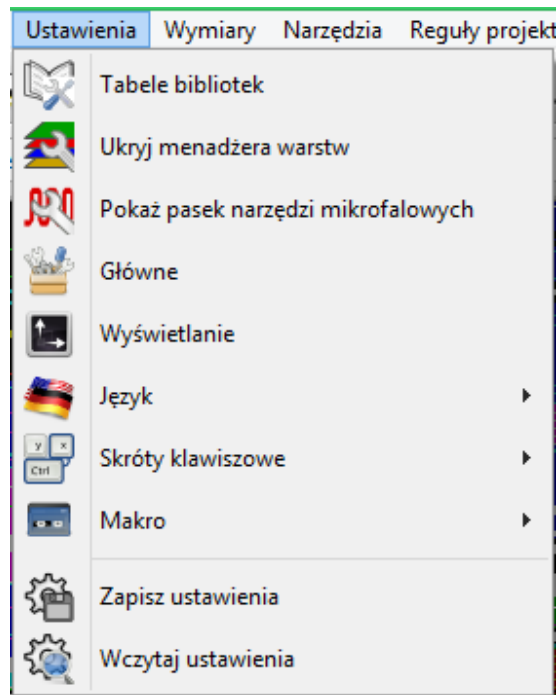 Ustawienia Wymiary Narzędzia Reguły projekt
Tabele bibliotek
Ukryj menadżera warstw
Pokaż pasek narzędzi mikrofalowych
Główne
Wyświetlanie
Język
y x
Ctrl
Skróty klawiszowe
Makro
Zapisz ustawienia
Wczytaj ustawienia